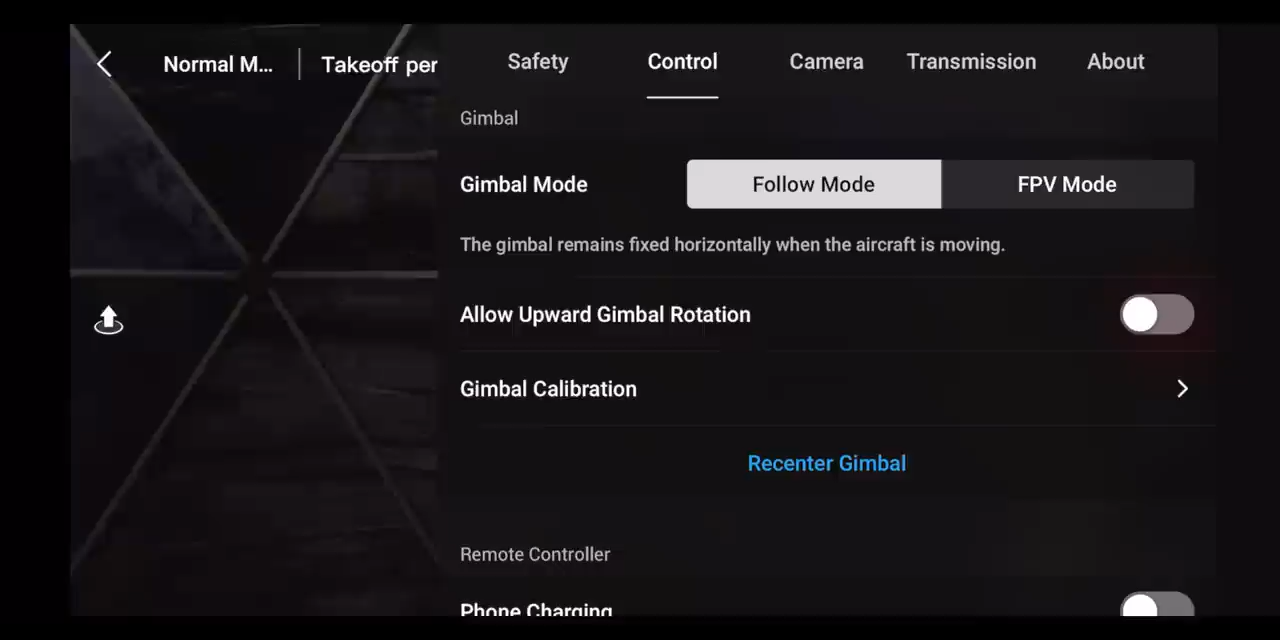 Normal M... Takeoff per Safety Control Camera Transmission About
Gimbal
Gimbal Mode Follow Mode FPV Mode
The gimbal remains fixed horizontally when the aircraft is moving.
Allow Upward Gimbal Rotation
Gimbal Calibration
Recenter Gimbal
Remote Controller
Phone Charging